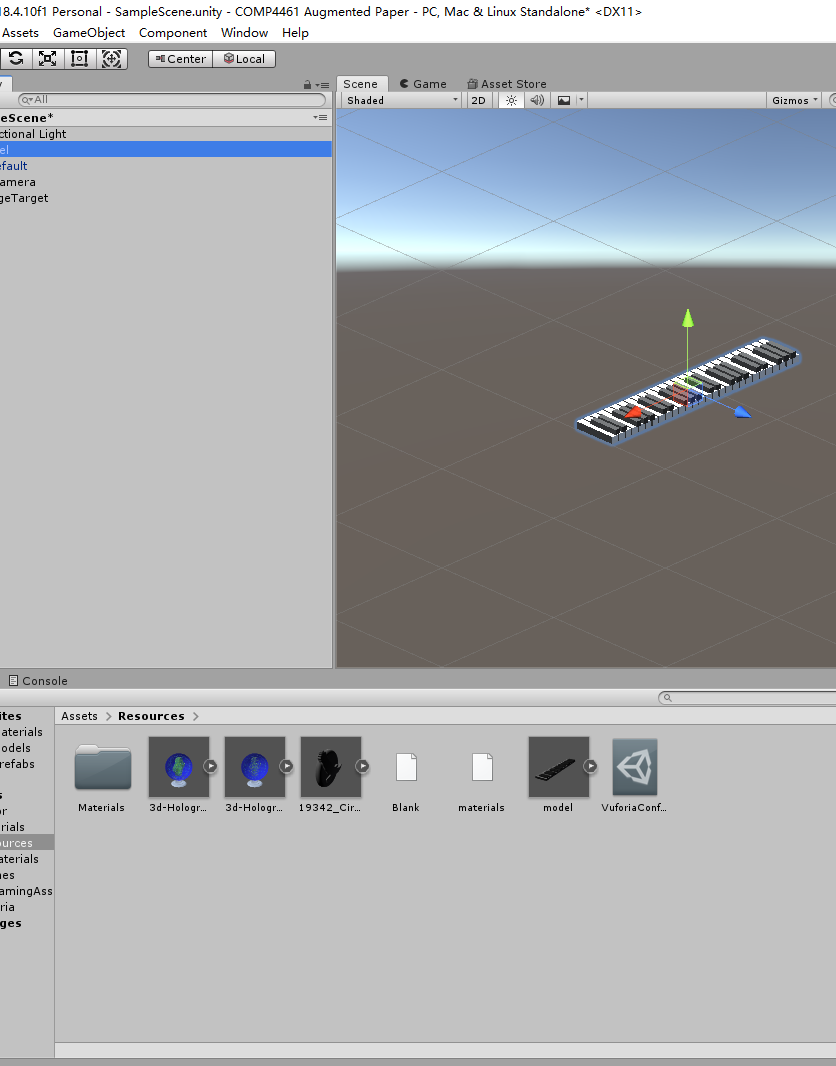 18.4.10f1 Personal - SampleScene.unity - COMP4461 Augmented Paper - PC, Mac & Linux Standalone* <DX11>
Assets GameObject Component Window Help
Center Local
Scene Game Asset Store
All
Shaded 2D Gizmos
eScene*
ctional Light
el
efault
amera
geTarget
Console
ites
aterials
odels
refabs
s
or
rials
ources
aterials
nes
amingAss
ria
ges
Assets > Resources >
Materials 3d-Hologr... 3d-Hologr... 19342_Cir... Blank materials model VuforiaConf...